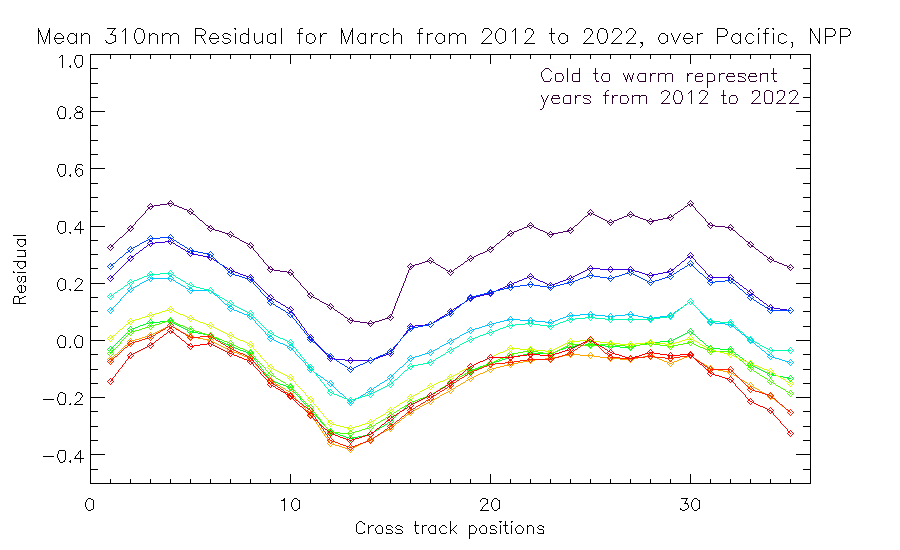 Mean 310nm Residual for March from 2012 to 2022, over Pacific, NPP
Cold to warm represent
years from 2012 to 2022
1.0
0.8
0.6
0.4
0.2
0.0
-0.2
-0.4
Residual
0 10 20 30
Cross track positions